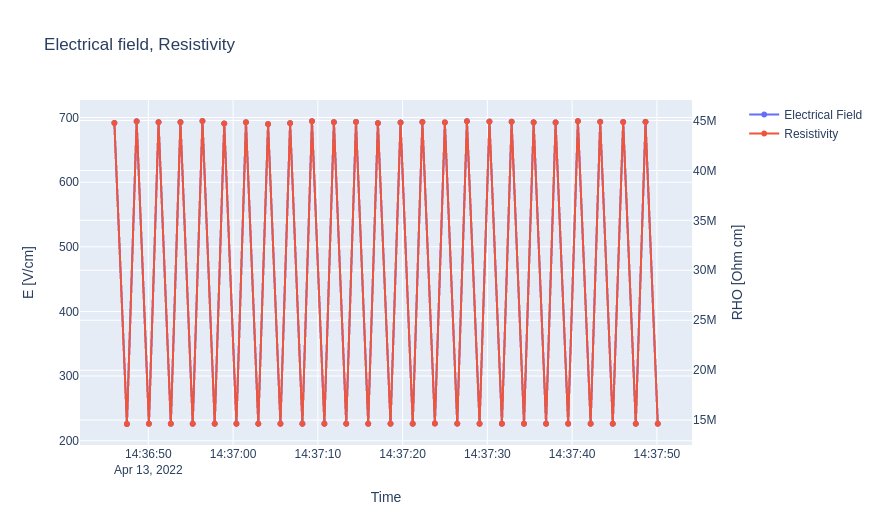 Electrical field, Resistivity
Electrical Field
Resistivity
E [V/cm]
700
600
500
400
300
200
45M
40M
35M
30M
25M
20M
15M
RHO [Ohm cm]
14:36:50
14:37:00
14:37:10
14:37:20
14:37:30
14:37:40
14:37:50
Apr 13, 2022
Time